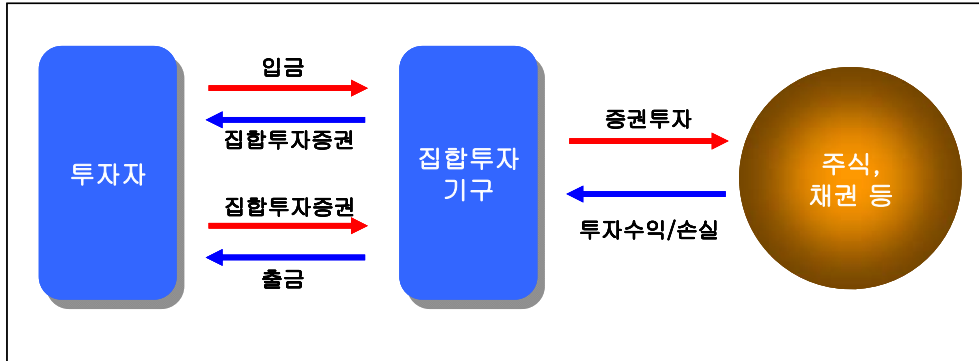 입금
집합투자증권
투자자
집합투자증권
출금
집합투자
기구
증권투자
투자수익/손실
주식,
채권 등